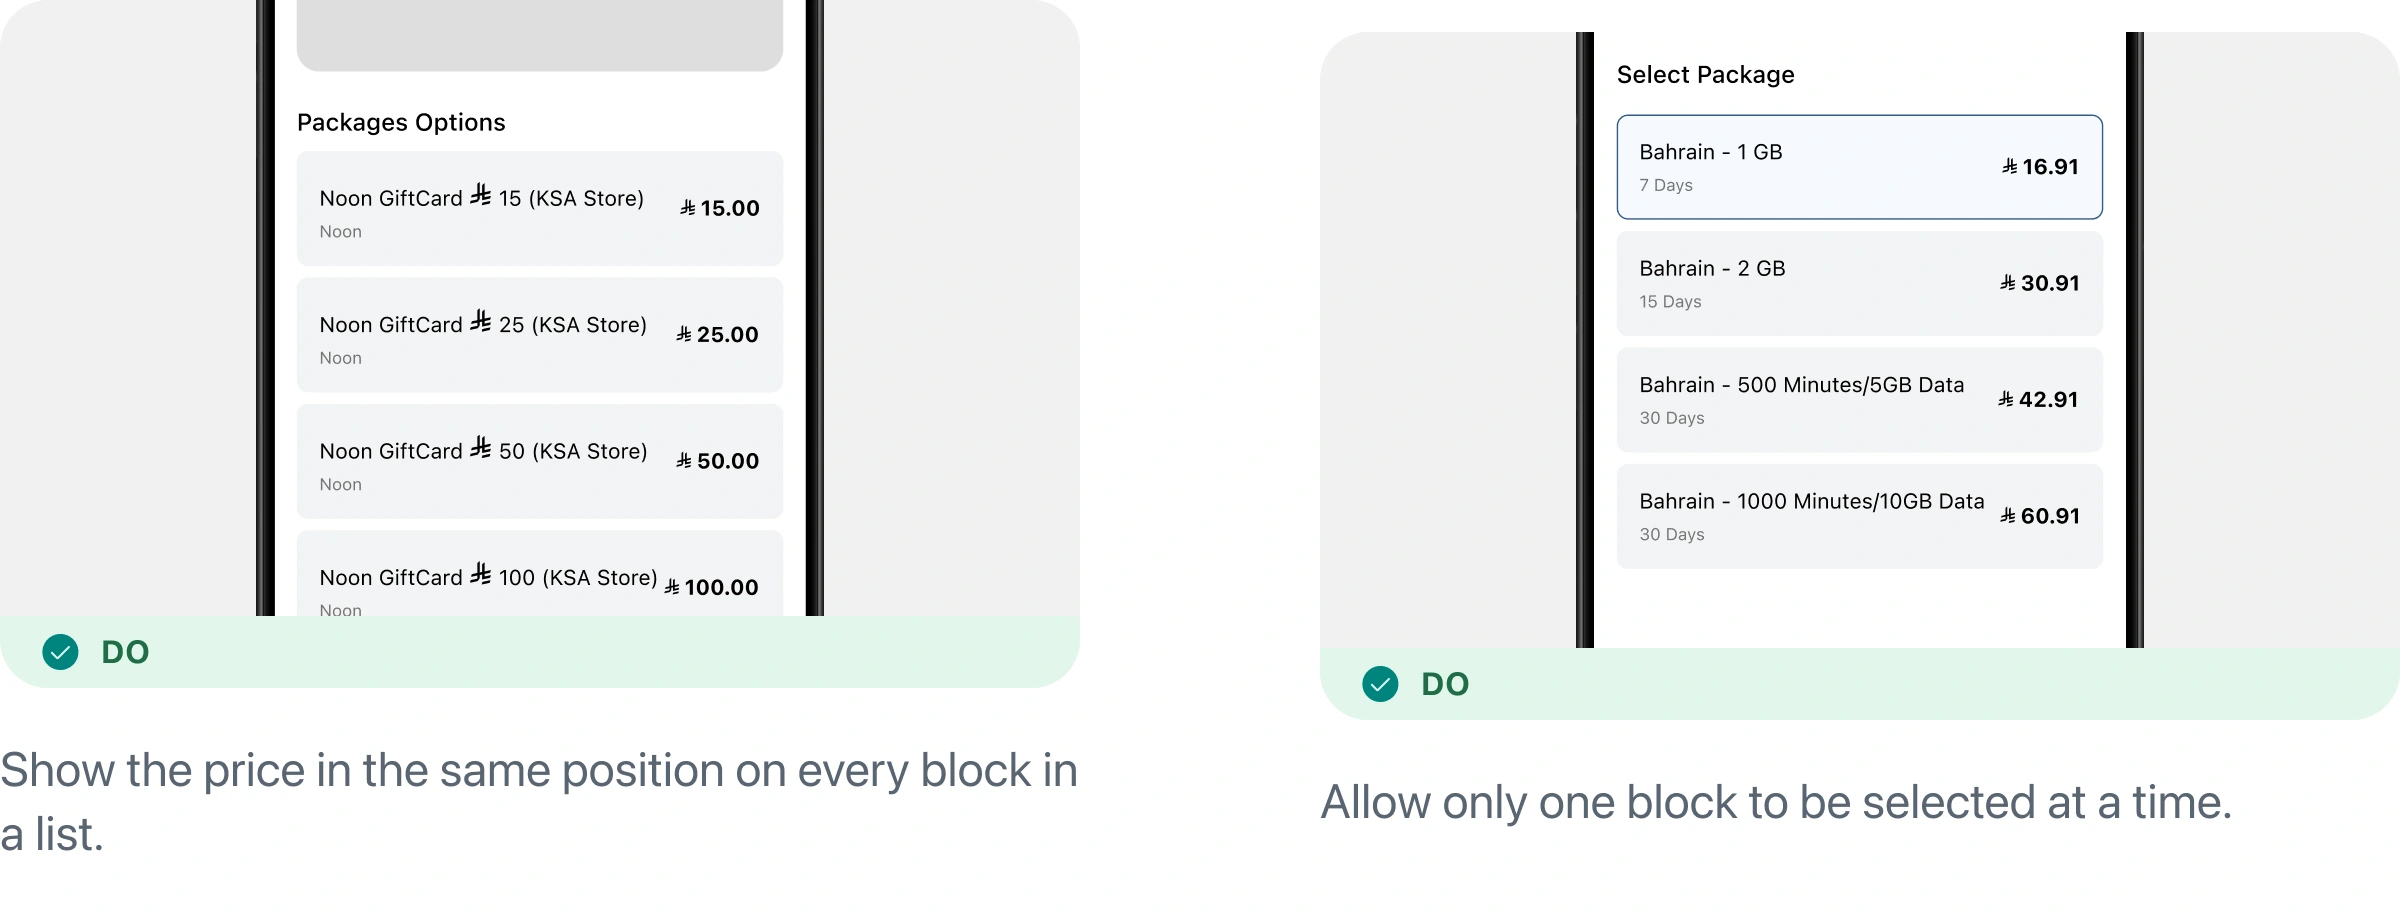 Packages Options
Noon GiftCard ⃁ 15 (KSA Store)
⃁ 15.00
Noon
Noon GiftCard ⃁ 25 (KSA Store)
⃁ 25.00
Noon
Noon GiftCard ⃁ 50 (KSA Store)
⃁ 50.00
Noon
Noon GiftCard ⃁ 100 (KSA Store)
⃁ 100.00
Noon
DO
Show the price in the same position on every block in
a list.
Select Package
Bahrain - 1 GB
⃁ 16.91
7 Days
Bahrain - 2 GB
⃁ 30.91
15 Days
Bahrain - 500 Minutes/5GB Data
⃁ 42.91
30 Days
Bahrain - 1000 Minutes/10GB Data
⃁ 60.91
30 Days
DO
Allow only one block to be selected at a time.